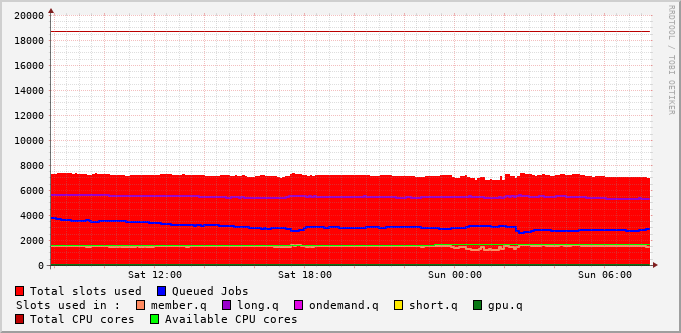 20000
18000
16000
14000
12000
10000
8000
6000
4000
2000
0
Sat 12:00 Sat 18:00 Sun 00:00 Sun 06:00
Total slots used Queued Jobs
Slots used in : member.q long.q ondemand.q short.q gpu.q
Total CPU cores Available CPU cores
RRDTOOL / TOBI OETIKER